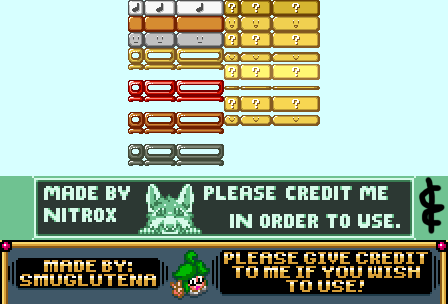 ? ? ?
? ? ?
? ? ?
? ? ?
MADE BY PLEASE CREDIT ME
NITROX IN ORDER TO USE.
MADE BY: PLEASE GIVE CREDIT
SMUGLUTENA TO ME IF YOU WISH
TO USE!